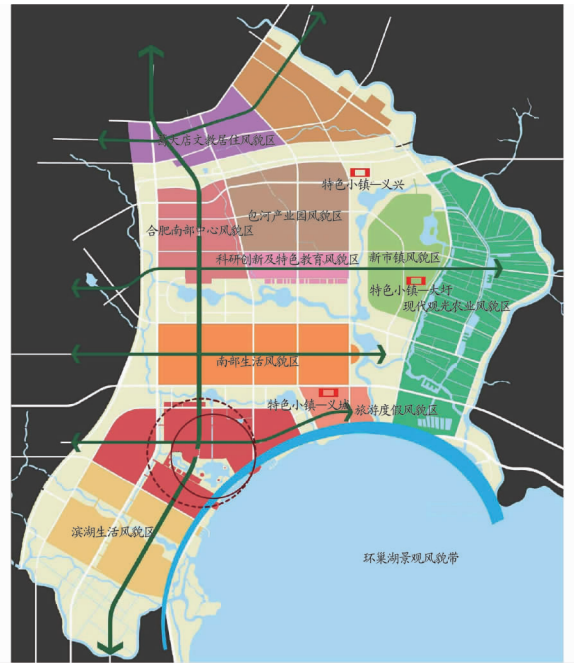 大店文教居住风貌区
特色小镇—义兴
包河产业园风貌区
合肥南部中心风貌区
科研创新及特色教育风貌区
新市镇风貌区
特色小镇—大圩
现代观光农业风貌区
南部生活风貌区
特色小镇—义城
旅游度假风貌区
滨湖生活风貌区
环巢湖景观风貌带